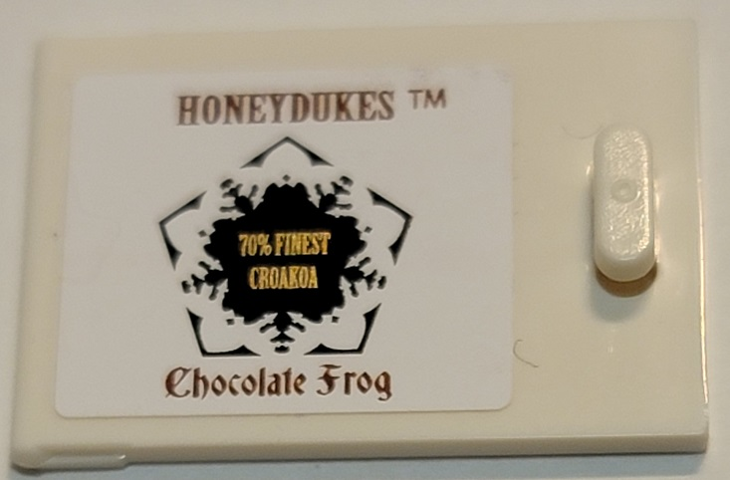 HONEYDUKES ™
70% FINEST
CROAKOA
Chocolate Frog